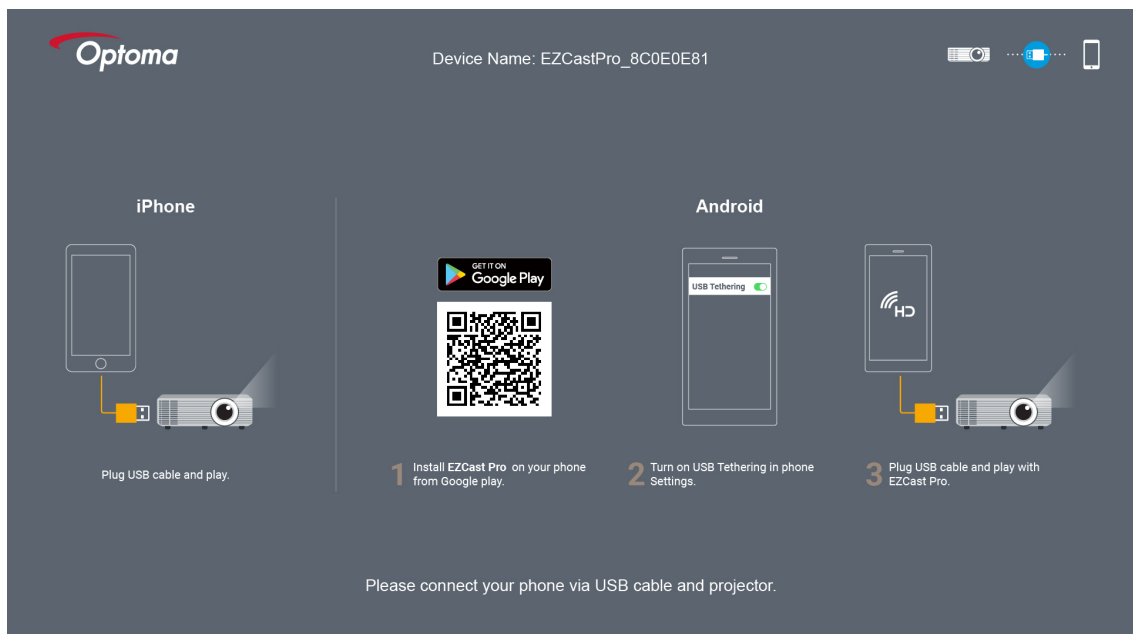 Optoma
Device Name: EZCastPro_8C0E0E81
iPhone
Plug USB cable and play.
Android
GET IT ON
Google Play
1 Install EZCast Pro on your phone
from Google play.
USB Tethering
2 Turn on USB Tethering in phone
Settings.
HD
3 Plug USB cable and play with
EZCast Pro.
Please connect your phone via USB cable and projector.